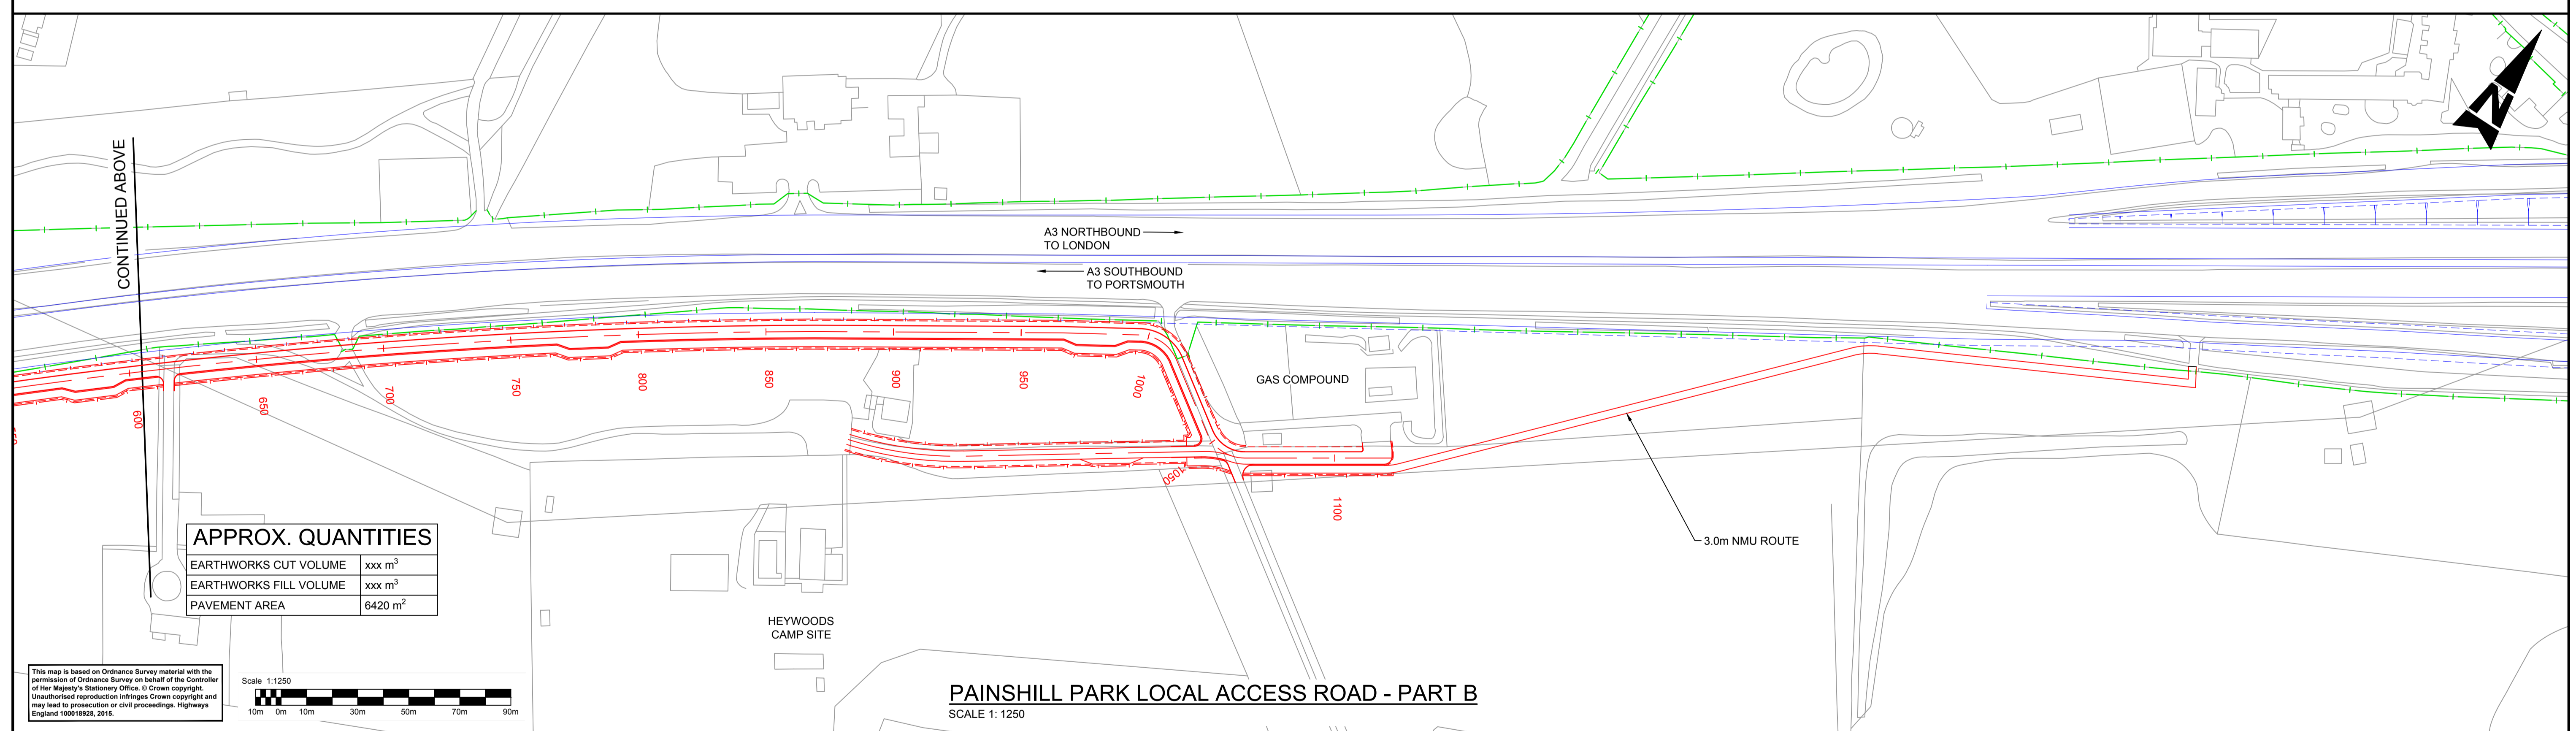 CONTINUED ABOVE
N
A3 NORTHBOUND
TO LONDON
A3 SOUTHBOUND
TO PORTSMOUTH
600
650
700
750
800
850
900
950
1000
1050
1100
GAS COMPOUND
3.0m NMU ROUTE
APPROX. QUANTITIES
EARTHWORKS CUT VOLUME xxx m³
EARTHWORKS FILL VOLUME xxx m³
PAVEMENT AREA 6420 m²
HEYWOODS
CAMP SITE
This map is based on Ordnance Survey material with the
permission of Ordnance Survey on behalf of the Controller
of Her Majesty's Stationery Office. © Crown copyright.
Unauthorised reproduction infringes Crown copyright and
may lead to prosecution or civil proceedings. Highways
England 100018928, 2015.
Scale 1:1250
10m 0m 10m 30m 50m 70m 90m
PAINSHILL PARK LOCAL ACCESS ROAD - PART B
SCALE 1: 1250